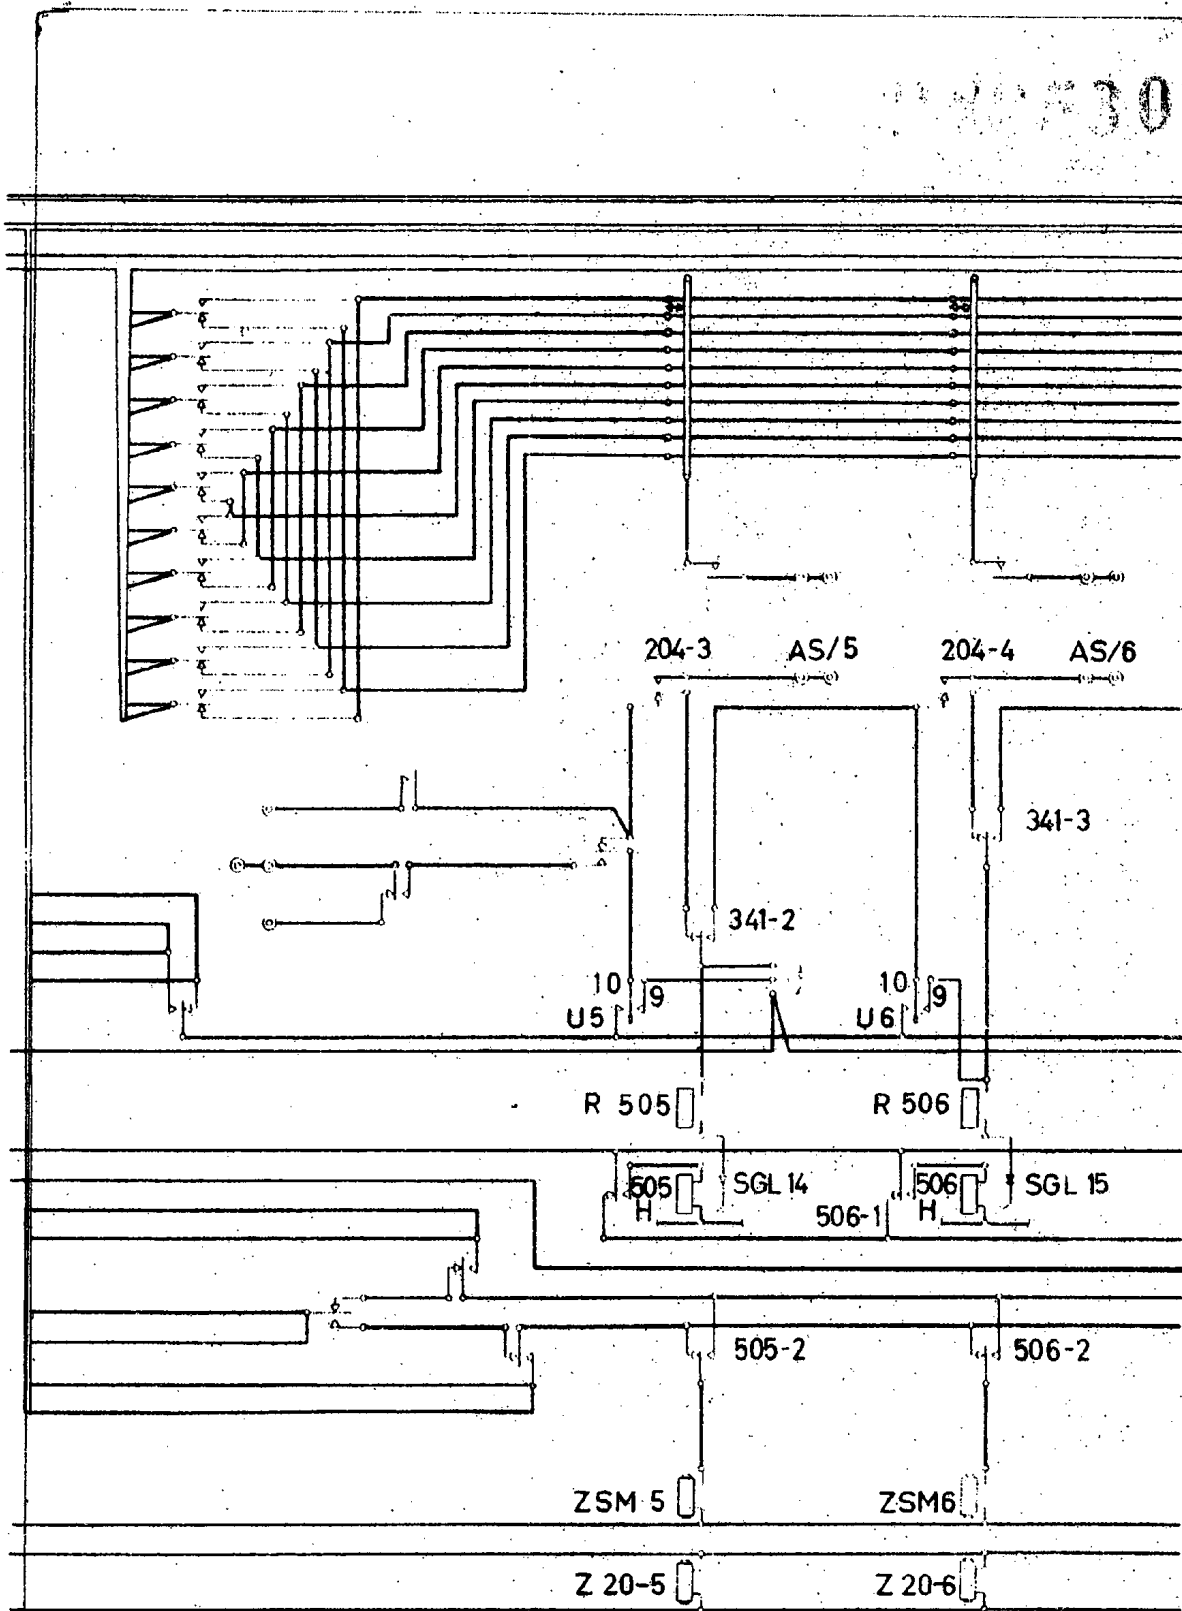 30
204-3 AS/5 204-4 AS/6
341-3
341-2
10 9 10 9
U5 U6
R 505 R 506
505 SGL 14 506 SGL 15
H 506-1 H
505-2 506-2
ZSM 5 ZSM6
Z 20-5 Z 20-6